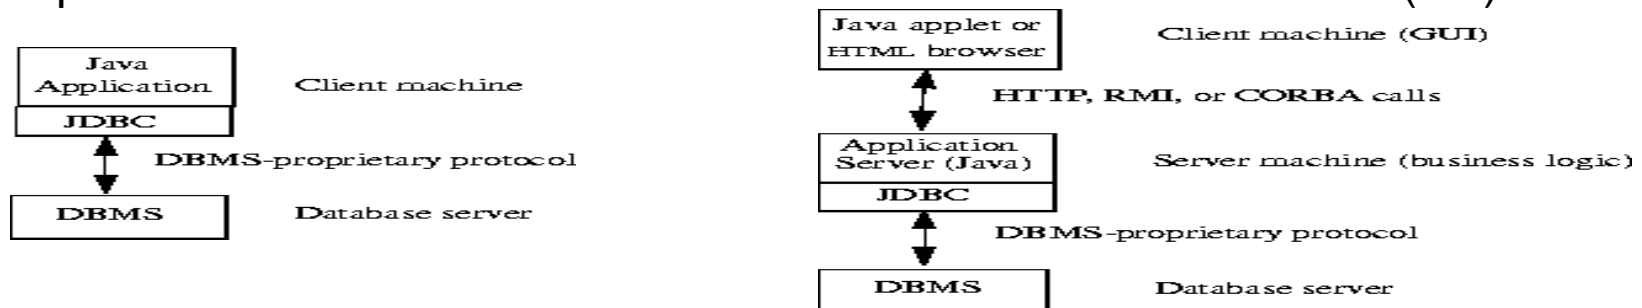 Java
Application
Client machine
JDBC
DBMS-proprietary protocol
DBMS
Database server
Java applet or
HTML browser
Client machine (GUI)
HTTP, RMI, or CORBA calls
Application
Server (Java)
Server machine (business logic)
JDBC
DBMS-proprietary protocol
DBMS
Database server